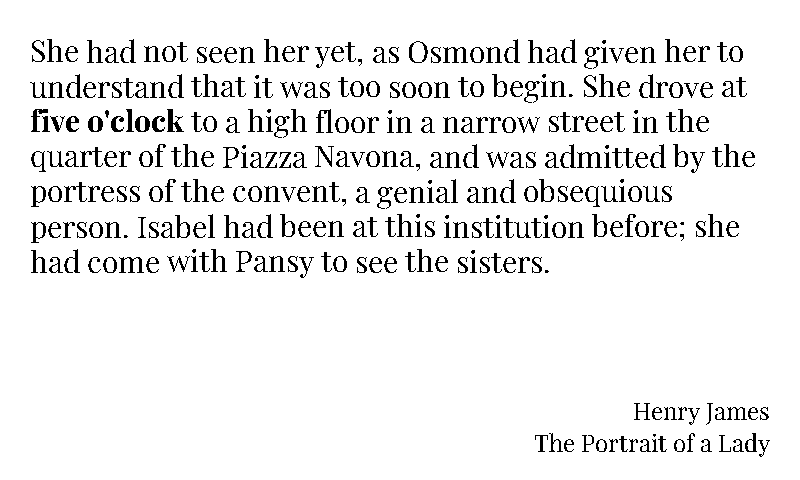 She had not seen her yet, as Osmond had given her to
understand that it was too soon to begin. She drove at
five o'clock to a high floor in a narrow street in the
quarter of the Piazza Navona, and was admitted by the
portress of the convent, a genial and obsequious
person. Isabel had been at this institution before; she
had come with Pansy to see the sisters.
Henry James
The Portrait of a Lady